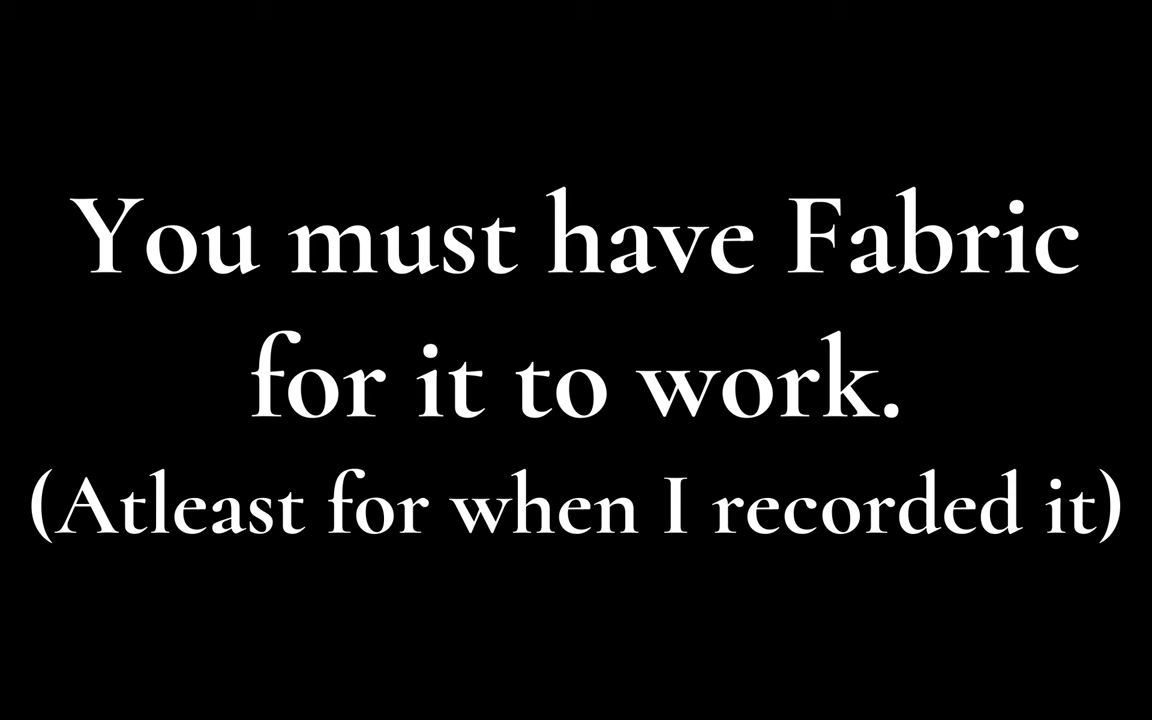 You must have Fabric
for it to work.
(Atleast for when I recorded it)